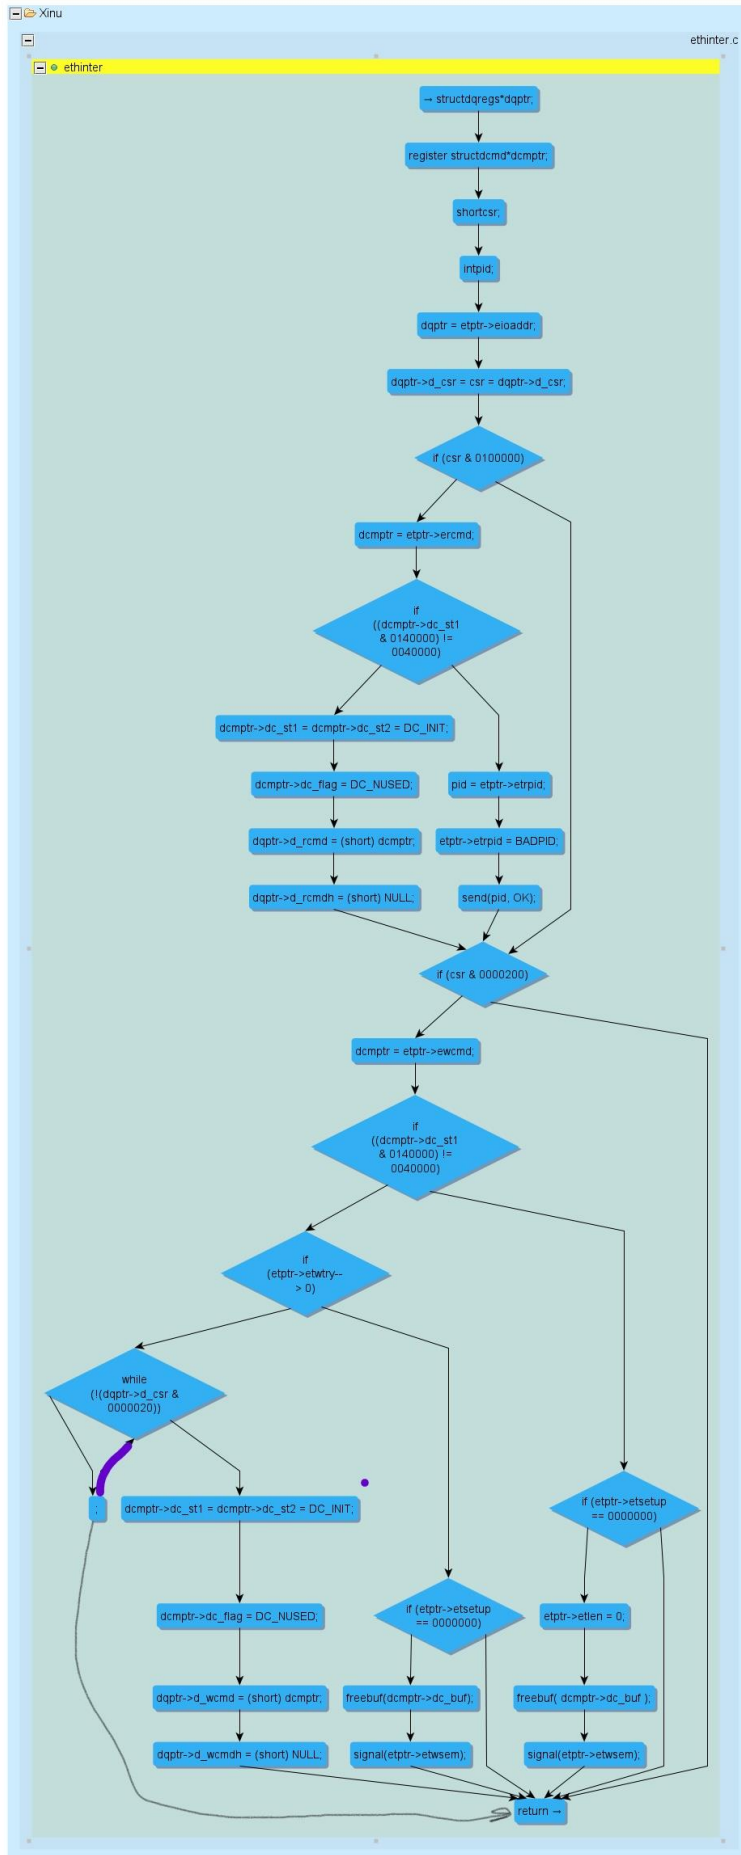 Xinu
ethinter.c
ethinter
→ structdqregs*dqptr;
register structdcmd*dcmptr;
shortcsr;
intpid;
dqptr = etptr->eioaddr;
dqptr->d_csr = csr = dqptr->d_csr;
if (csr & 0100000)
dcmptr = etptr->ercmd;
if
((dcmptr->dc_st1
& 0140000) !=
0040000)
dcmptr->dc_st1 = dcmptr->dc_st2 = DC_INIT;
dcmptr->dc_flag = DC_NUSED;
pid = etptr->etrpid;
dqptr->d_rcmd = (short) dcmptr;
etptr->etrpid = BADPID;
dqptr->d_rcmdh = (short) NULL;
send(pid, OK);
if (csr & 0000200)
dcmptr = etptr->ewcmd;
if
((dcmptr->dc_st1
& 0140000) !=
0040000)
if
(etptr->etwtry--
> 0)
while
(!(dqptr->d_csr &
0000020))
;
dcmptr->dc_st1 = dcmptr->dc_st2 = DC_INIT;
if (etptr->etsetup
== 0000000)
dcmptr->dc_flag = DC_NUSED;
if (etptr->etsetup
== 0000000)
etptr->etlen = 0;
dqptr->d_wcmd = (short) dcmptr;
freebuf(dcmptr->dc_buf);
freebuf( dcmptr->dc_buf );
dqptr->d_wcmdh = (short) NULL;
signal(etptr->etwsem);
signal(etptr->etwsem);
return →